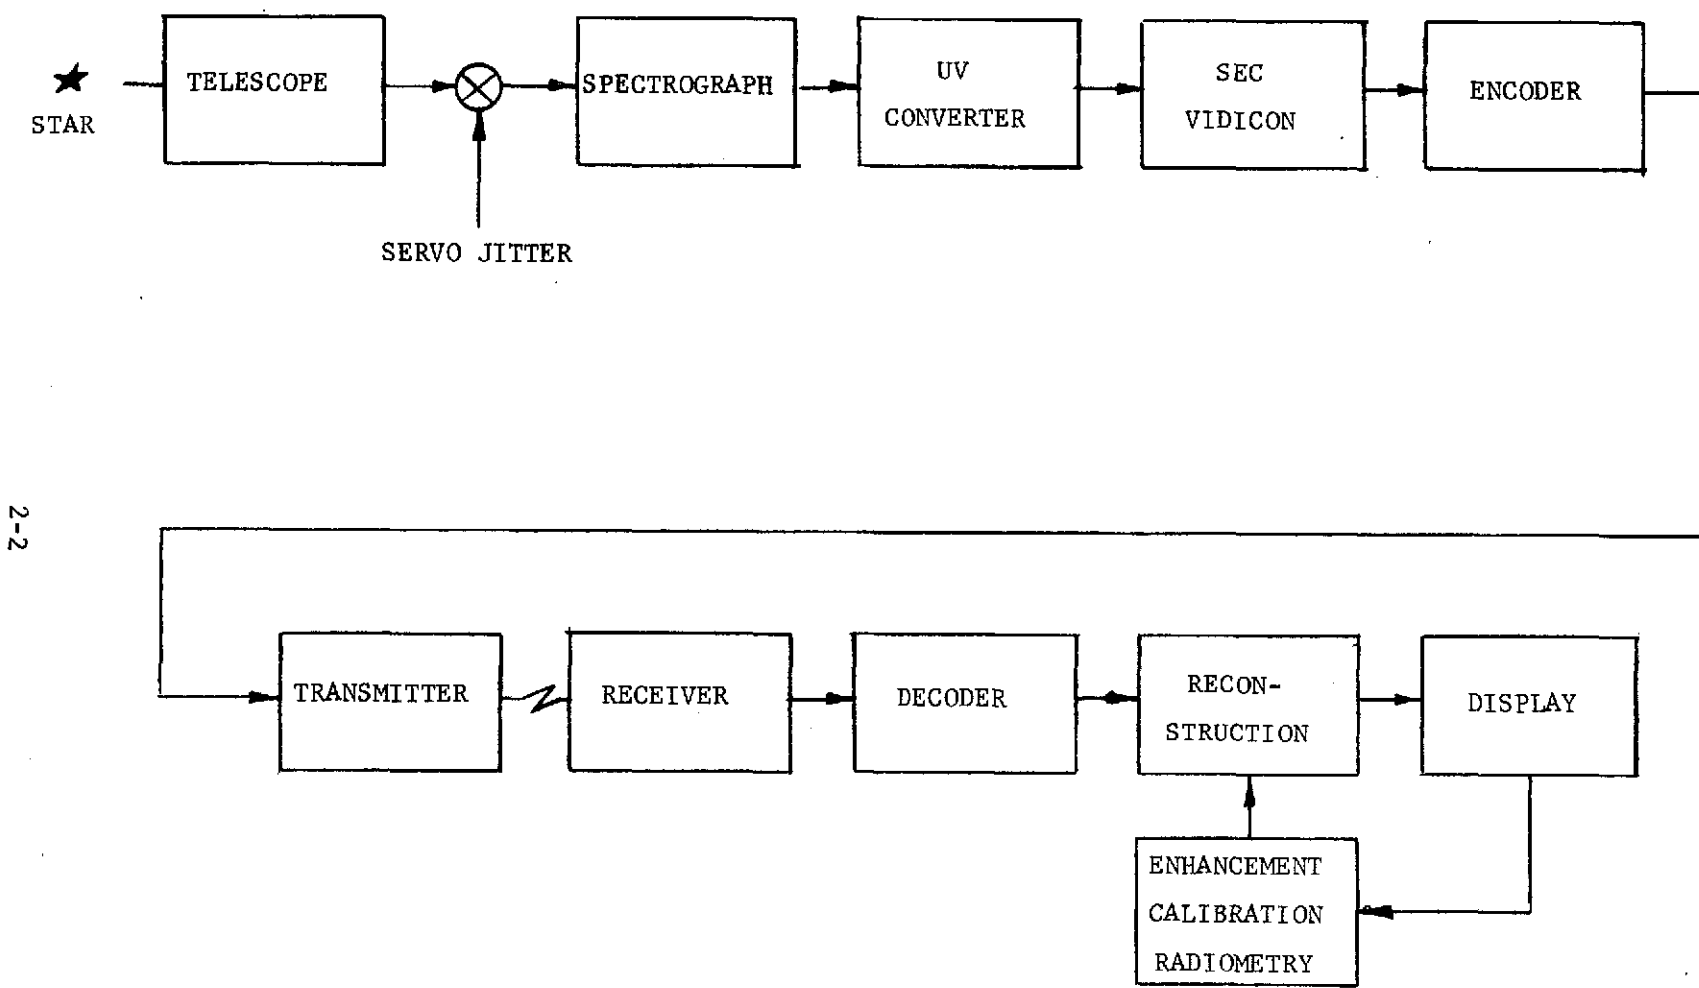 STAR
TELESCOPE
SERVO JITTER
SPECTROGRAPH
UV
CONVERTER
SEC
VIDICON
ENCODER
2-2
TRANSMITTER
RECEIVER
DECODER
RECON-
STRUCTION
DISPLAY
ENHANCEMENT
CALIBRATION
RADIOMETRY